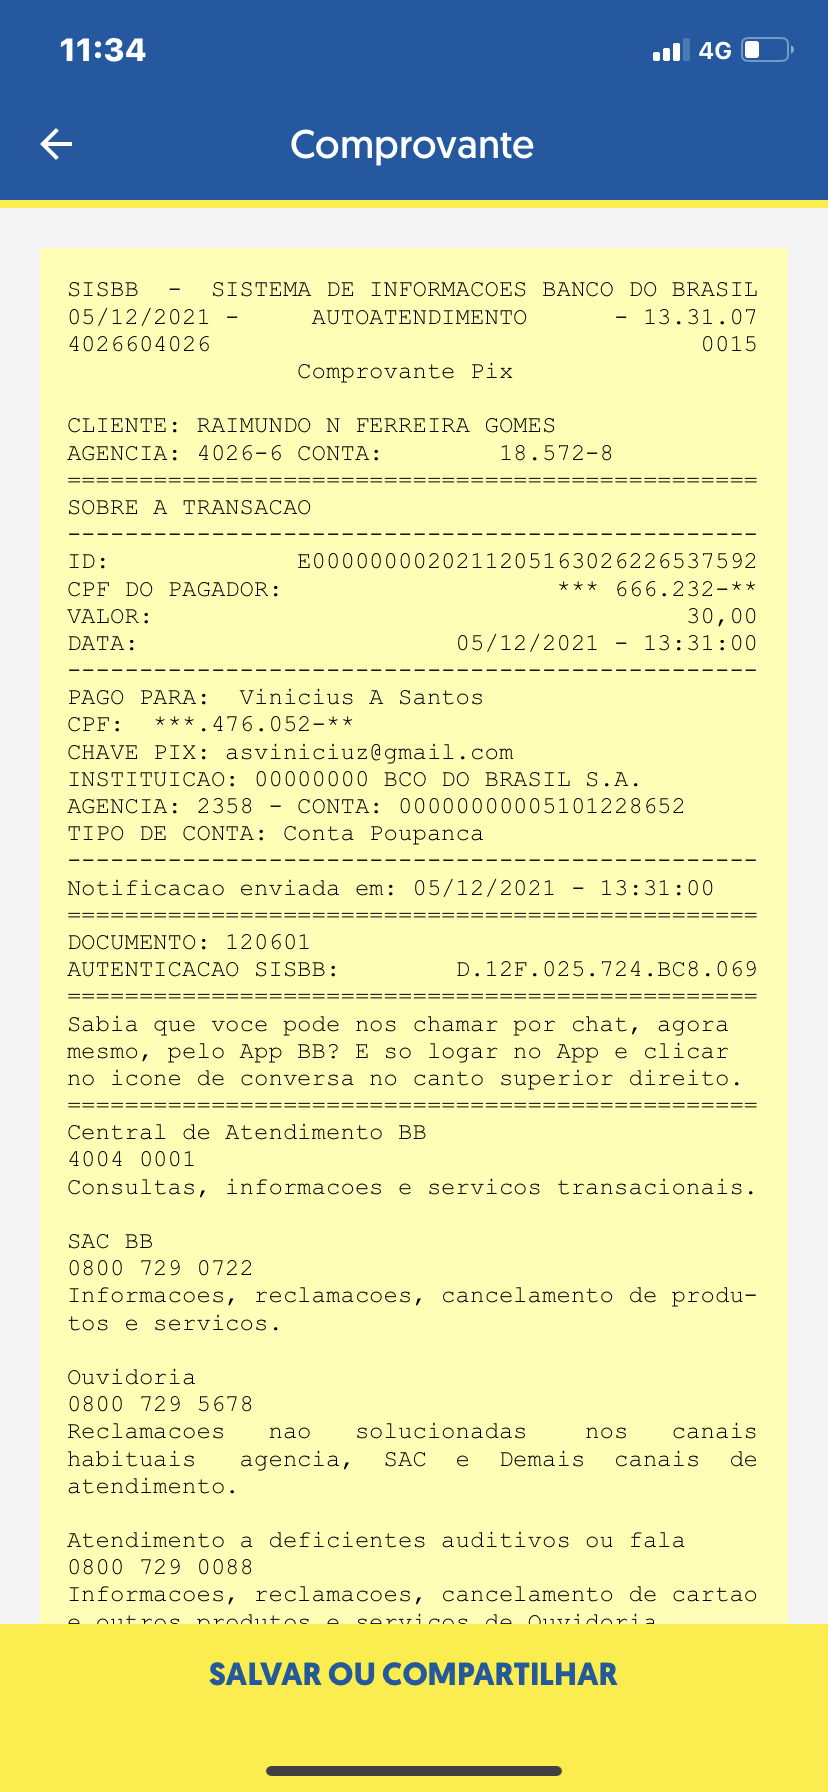 11:34
4G
Comprovante
SISBB - SISTEMA DE INFORMACOES BANCO DO BRASIL
05/12/2021 - AUTOATENDIMENTO - 13.31.07
4026604026 0015
Comprovante Pix
CLIENTE: RAIMUNDO N FERREIRA GOMES
AGENCIA: 4026-6 CONTA: 18.572-8
================================================
SOBRE A TRANSACAO
------------------------------------------------
ID: E00000000202112051630262265​37592
CPF DO PAGADOR: *** 666.232-**
VALOR: 30,00
DATA: 05/12/2021 - 13:31:00
------------------------------------------------
PAGO PARA: Vinicius A Santos
CPF: ***.476.052-**
CHAVE PIX: asviniciuz@gmail.com
INSTITUICAO: 00000000 BCO DO BRASIL S.A.
AGENCIA: 2358 - CONTA: 00000000005101228652
TIPO DE CONTA: Conta Poupanca
------------------------------------------------
Notificacao enviada em: 05/12/2021 - 13:31:00
================================================
DOCUMENTO: 120601
AUTENTICACAO SISBB: D.12F.025.724.BC8.069
================================================
Sabia que voce pode nos chamar por chat, agora
mesmo, pelo App BB? E so logar no App e clicar
no icone de conversa no canto superior direito.
================================================
Central de Atendimento BB
4004 0001
Consultas, informacoes e servicos transacionais.
SAC BB
0800 729 0722
Informacoes, reclamacoes, cancelamento de produ-
tos e servicos.
Ouvidoria
0800 729 5678
Reclamacoes nao solucionadas nos canais
habituais agencia, SAC e Demais canais de
atendimento.
Atendimento a deficientes auditivos ou fala
0800 729 0088
Informacoes, reclamacoes, cancelamento de cartao
e outros produtos e servicos de Ouvidoria
SALVAR OU COMPARTILHAR